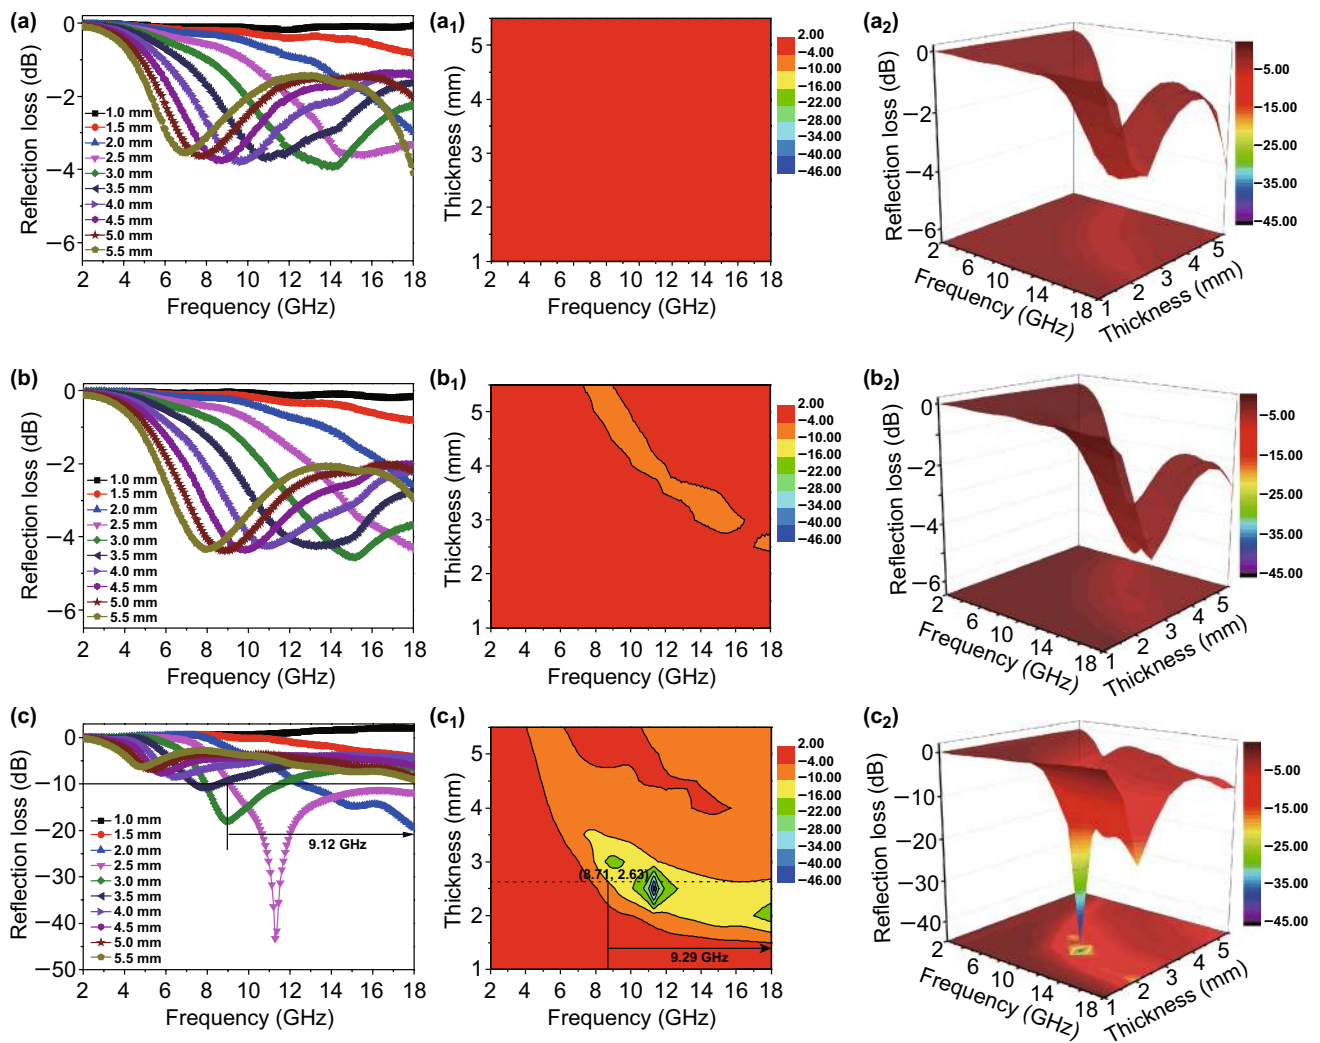 (a)
0
−2
−4
−6
Reflection loss (dB)
1.0 mm
1.5 mm
2.0 mm
2.5 mm
3.0 mm
3.5 mm
4.0 mm
4.5 mm
5.0 mm
5.5 mm
2 4 6 8 10 12 14 16 18
Frequency (GHz)
(a1)
5
4
3
2
1
Thickness (mm)
2 4 6 8 10 12 14 16 18
Frequency (GHz)
2.00
−4.00
−10.00
−16.00
−22.00
−28.00
−34.00
−40.00
−46.00
(a2)
0
−2
−4
−6
Reflection loss (dB)
2 6 10 14 18
Frequency (GHz)
1 2 3 4 5
Thickness (mm)
−5.00
−15.00
−25.00
−35.00
−45.00
(b)
0
−2
−4
−6
Reflection loss (dB)
1.0 mm
1.5 mm
2.0 mm
2.5 mm
3.0 mm
3.5 mm
4.0 mm
4.5 mm
5.0 mm
5.5 mm
2 4 6 8 10 12 14 16 18
Frequency (GHz)
(b1)
5
4
3
2
1
Thickness (mm)
2 4 6 8 10 12 14 16 18
Frequency (GHz)
2.00
−4.00
−10.00
−16.00
−22.00
−28.00
−34.00
−40.00
−46.00
(b2)
0
−2
−4
−6
Reflection loss (dB)
2 6 10 14 18
Frequency (GHz)
1 2 3 4 5
Thickness (mm)
−5.00
−15.00
−25.00
−35.00
−45.00
(c)
0
−10
−20
−30
−40
−50
Reflection loss (dB)
9.12 GHz
1.0 mm
1.5 mm
2.0 mm
2.5 mm
3.0 mm
3.5 mm
4.0 mm
4.5 mm
5.0 mm
5.5 mm
2 4 6 8 10 12 14 16 18
Frequency (GHz)
(c1)
5
4
3
2
1
Thickness (mm)
(8.71, 2.63)
9.29 GHz
2 4 6 8 10 12 14 16 18
Frequency (GHz)
2.00
−4.00
−10.00
−16.00
−22.00
−28.00
−34.00
−40.00
−46.00
(c2)
0
−10
−20
−30
−40
Reflection loss (dB)
2 6 10 14 18
Frequency (GHz)
1 2 3 4 5
Thickness (mm)
−5.00
−15.00
−25.00
−35.00
−45.00